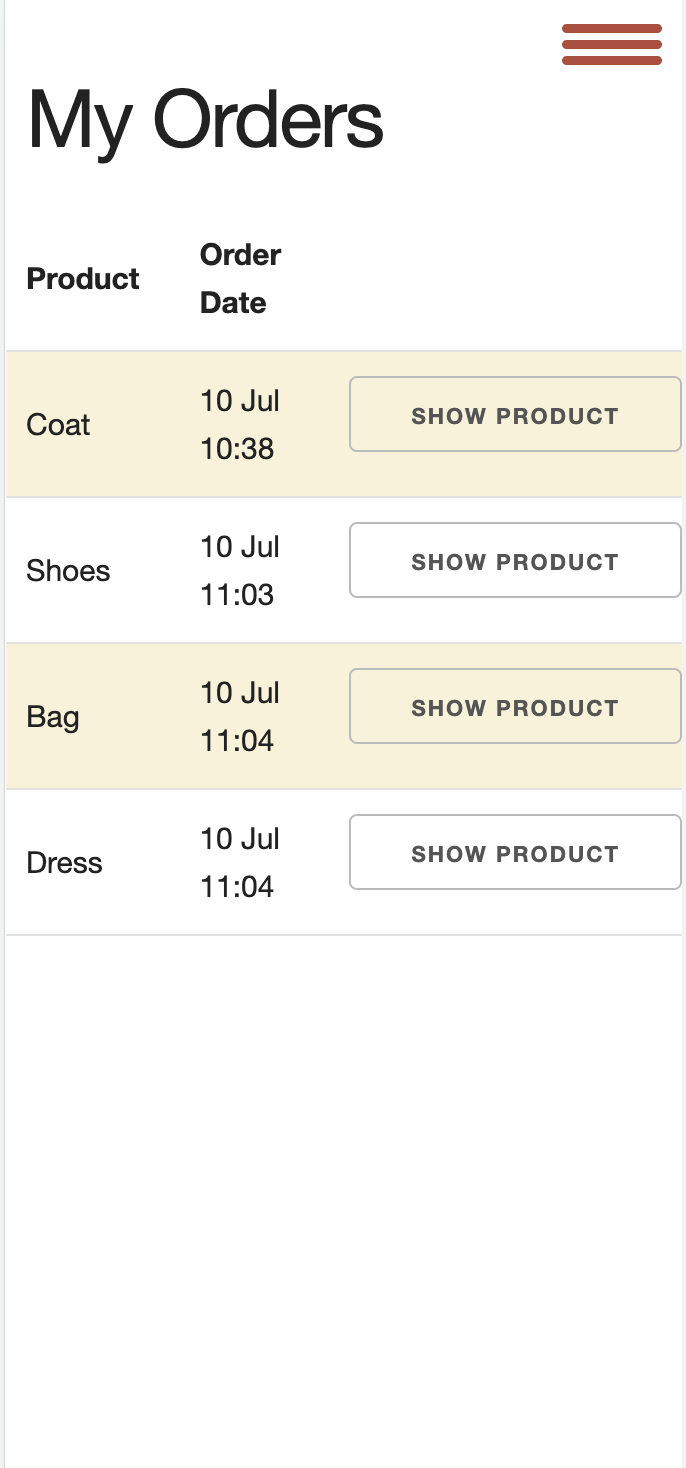 My Orders
Product
Order
Date
Coat
10 Jul
10:38
SHOW PRODUCT
Shoes
10 Jul
11:03
SHOW PRODUCT
Bag
10 Jul
11:04
SHOW PRODUCT
Dress
10 Jul
11:04
SHOW PRODUCT